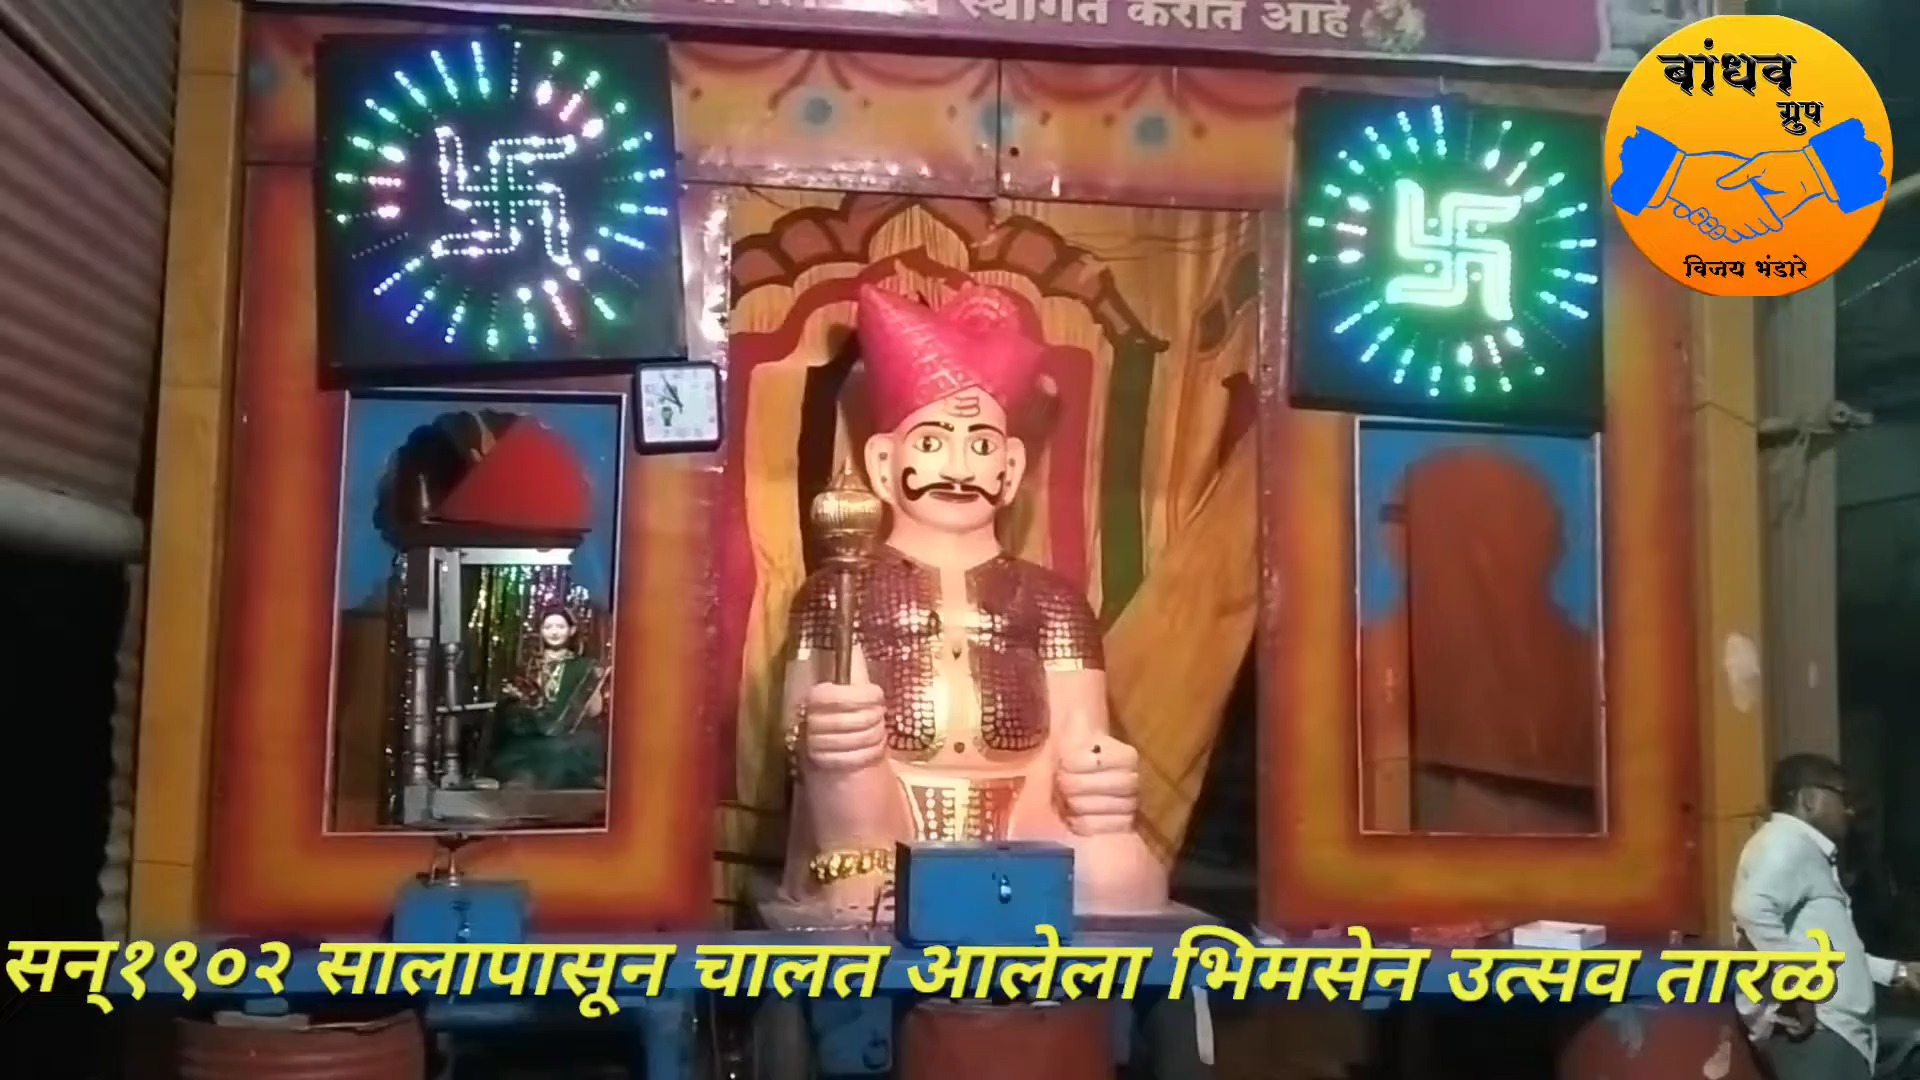 स्वागत करीत आहे
बांधव
ग्रुप
विजय भंडारे
सन् १९०२ सालापासून चालत आलेला भिमसेन उत्सव तारळे